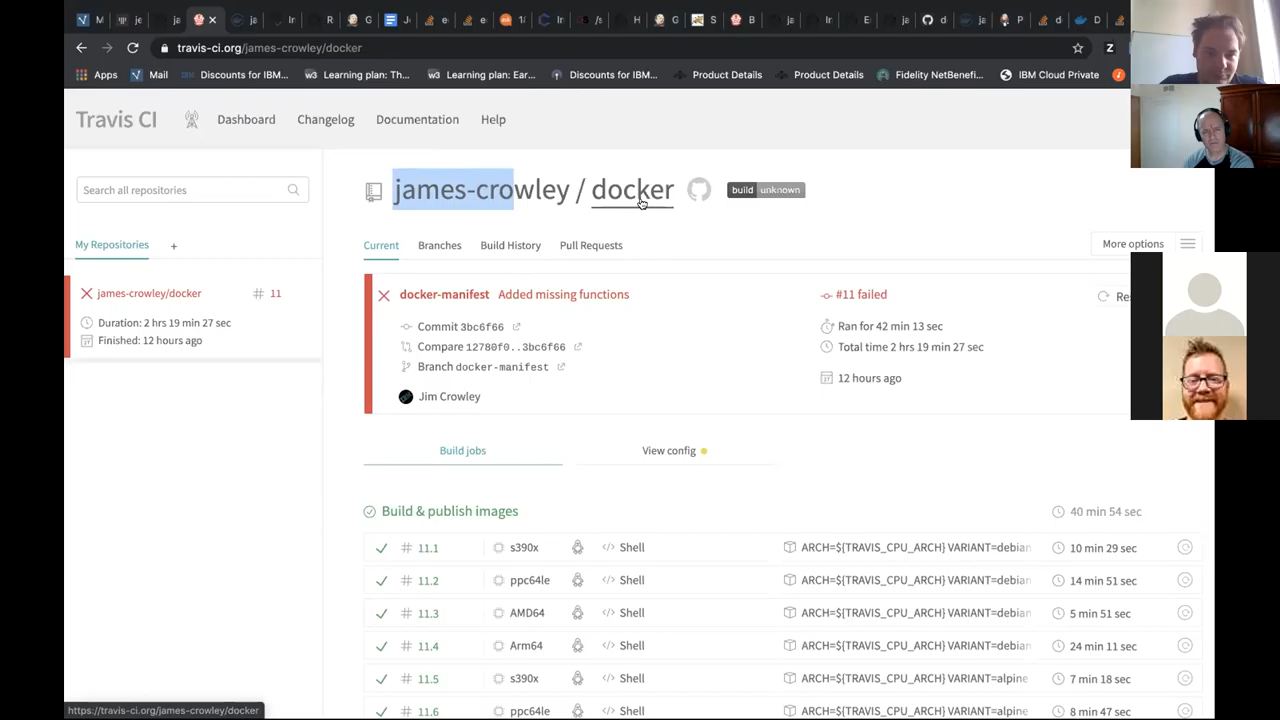 travis-ci.org/james-crowley/docker
Apps
Mail
Discounts for IBM...
w3 Learning plan: Th...
w3 Learning plan: Ear...
Discounts for IBM...
Product Details
Product Details
Fidelity NetBenefi...
IBM Cloud Private
Travis CI
Dashboard
Changelog
Documentation
Help
Search all repositories
james-crowley / docker
build unknown
My Repositories +
Current
Branches
Build History
Pull Requests
More options
james-crowley/docker
# 11
Duration: 2 hrs 19 min 27 sec
Finished: 12 hours ago
docker-manifest Added missing functions
Commit 3bc6f66
Compare 12780f0..3bc6f66
Branch docker-manifest
Jim Crowley
#11 failed
Ran for 42 min 13 sec
Total time 2 hrs 19 min 27 sec
12 hours ago
Build jobs
View config
Build & publish images
40 min 54 sec
# 11.1 s390x </> Shell ARCH=${TRAVIS_CPU_ARCH} VARIANT=debian 10 min 29 sec
# 11.2 ppc64le </> Shell ARCH=${TRAVIS_CPU_ARCH} VARIANT=debian 14 min 51 sec
# 11.3 AMD64 </> Shell ARCH=${TRAVIS_CPU_ARCH} VARIANT=debian 5 min 51 sec
# 11.4 Arm64 </> Shell ARCH=${TRAVIS_CPU_ARCH} VARIANT=debian 24 min 11 sec
# 11.5 s390x </> Shell ARCH=${TRAVIS_CPU_ARCH} VARIANT=alpine 7 min 18 sec
# 11.6 ppc64le </> Shell ARCH=${TRAVIS_CPU_ARCH} VARIANT=alpine 8 min 47 sec
https://travis-ci.org/james-crowley/docker